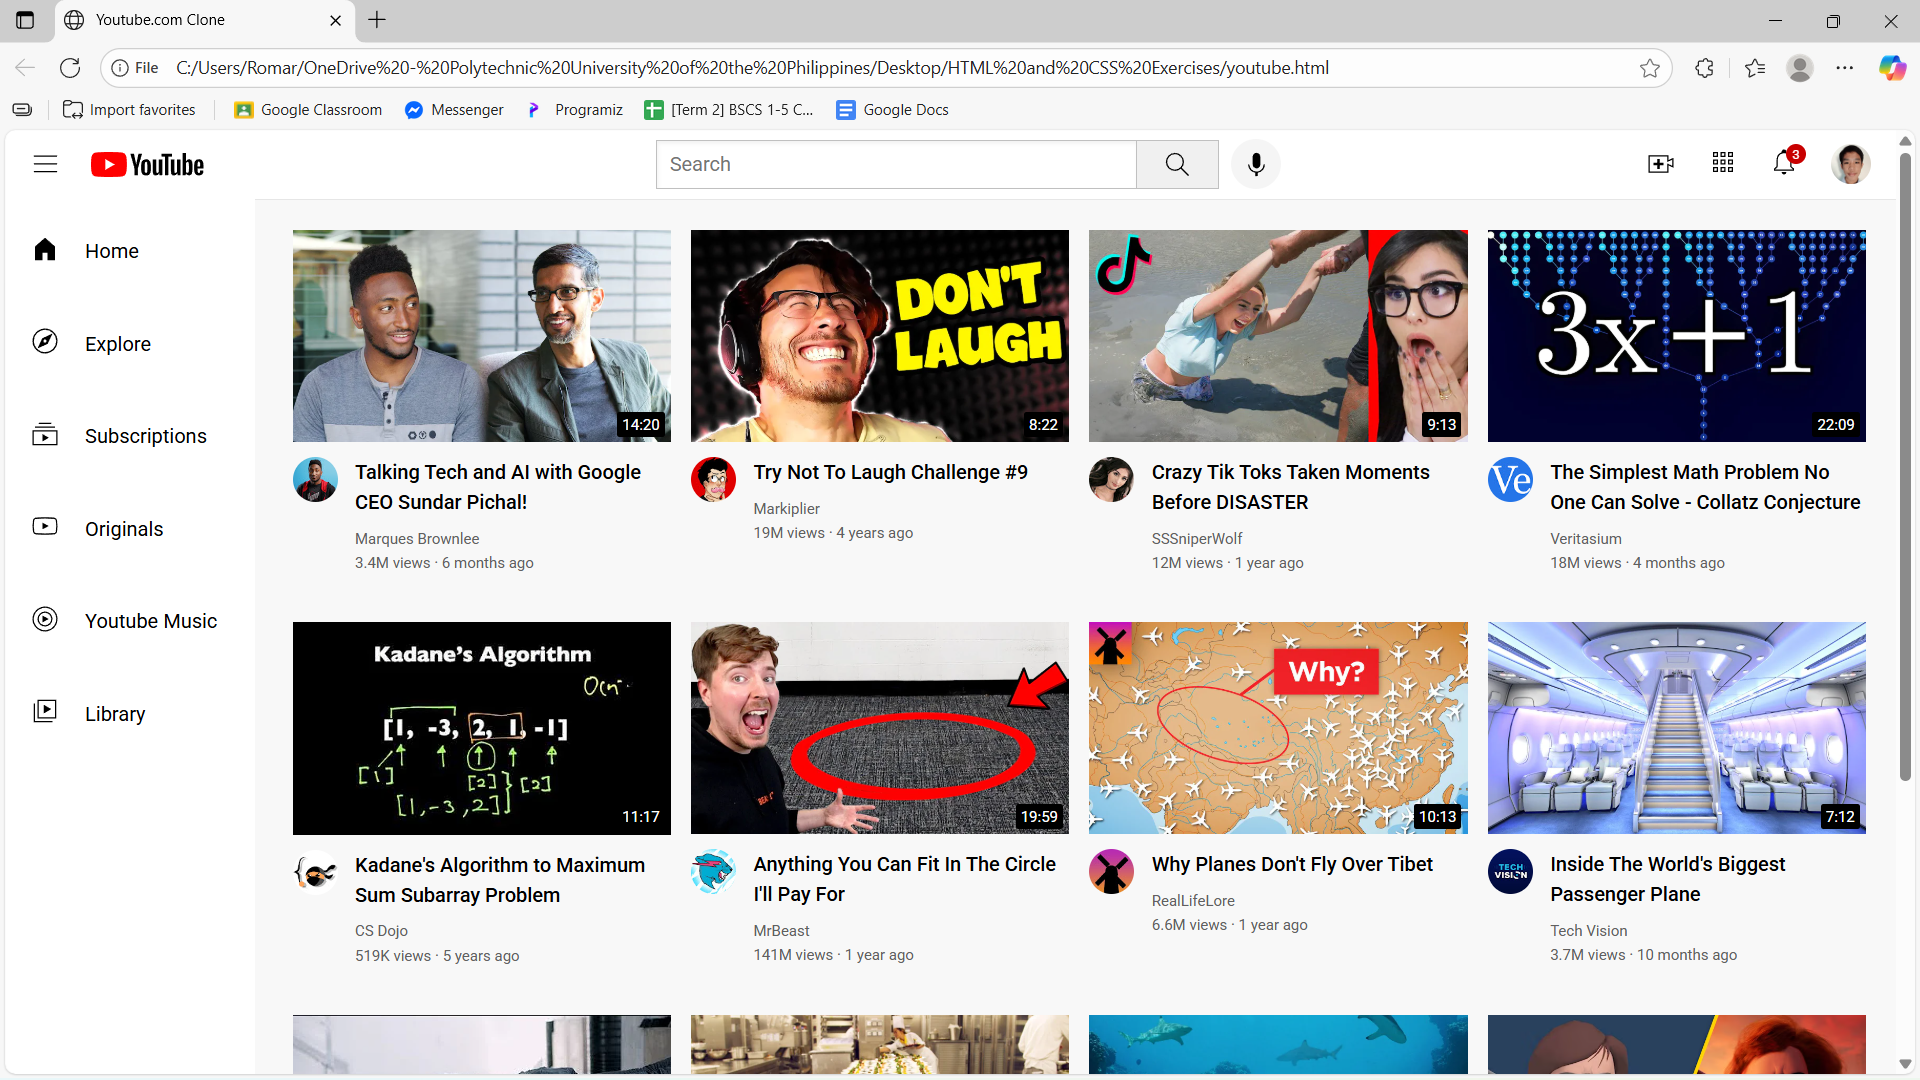 Youtube.com Clone
File C:/Users/Romar/OneDrive%20-%20Polytechnic%20University%20of%20the%20Philippines/Desktop/HTML%20and%20CSS%20Exercises/youtube.html
Import favorites Google Classroom Messenger Programiz [Term 2] BSCS 1-5 C... Google Docs
YouTube Search 3
Home
Explore
Subscriptions
Originals
Youtube Music
Library
14:20
DON'T
LAUGH
8:22
9:13
3x+1
22:09
Talking Tech and AI with Google
CEO Sundar Pichal!
Marques Brownlee
3.4M views · 6 months ago
Try Not To Laugh Challenge #9
Markiplier
19M views · 4 years ago
Crazy Tik Toks Taken Moments
Before DISASTER
SSSniperWolf
12M views · 1 year ago
Ve
The Simplest Math Problem No
One Can Solve - Collatz Conjecture
Veritasium
18M views · 4 months ago
Kadane's Algorithm
[1, -3, 2, 1, -1]
[1] [2] [2]
[1,-3,2]
11:17
19:59
Why?
10:13
7:12
Kadane's Algorithm to Maximum
Sum Subarray Problem
CS Dojo
519K views · 5 years ago
Anything You Can Fit In The Circle
I'll Pay For
MrBeast
141M views · 1 year ago
Why Planes Don't Fly Over Tibet
RealLifeLore
6.6M views · 1 year ago
TECH
VISION
Inside The World's Biggest
Passenger Plane
Tech Vision
3.7M views · 10 months ago